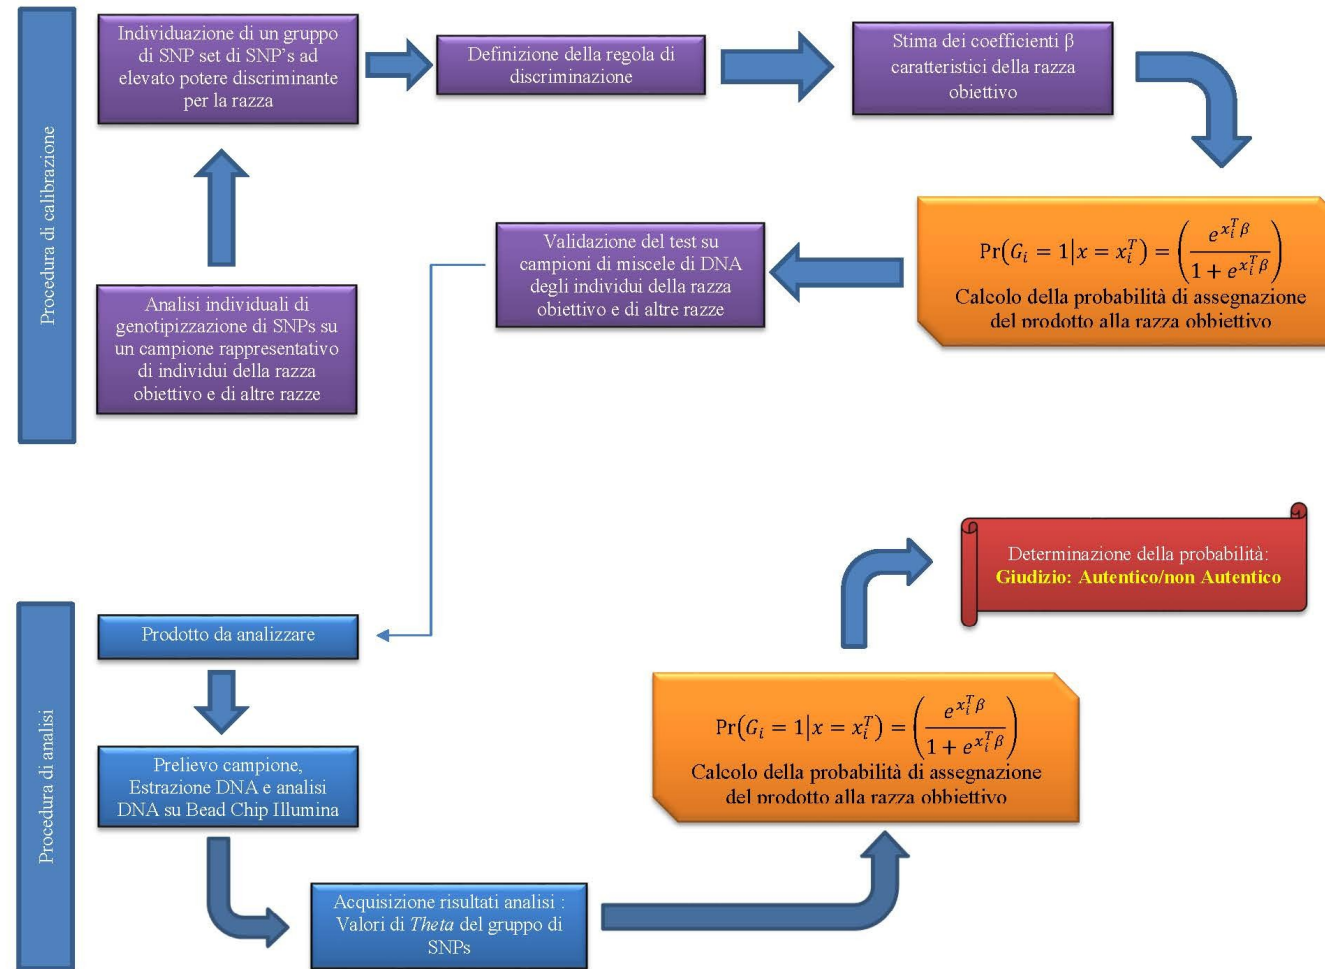 Procedura di calibrazione
Individuazione di un gruppo
di SNP set di SNP's ad
elevato potere discriminante
per la razza
Definizione della regola di
discriminazione
Stima dei coefficienti β
caratteristici della razza
obiettivo
Pr(G_i = 1|x = x_i^T) = (e^{x_i^T β} / 1 + e^{x_i^T β})
Calcolo della probabilità di assegnazione
del prodotto alla razza obbiettivo
Validazione del test su
campioni di miscele di DNA
degli individui della razza
obiettivo e di altre razze
Analisi individuali di
genotipizzazione di SNPs su
un campione rappresentativo
di individui della razza
obiettivo e di altre razze
Procedura di analisi
Prodotto da analizzare
Prelievo campione,
Estrazione DNA e analisi
DNA su Bead Chip Illumina
Acquisizione risultati analisi :
Valori di Theta del gruppo di
SNPs
Pr(G_i = 1|x = x_i^T) = (e^{x_i^T β} / 1 + e^{x_i^T β})
Calcolo della probabilità di assegnazione
del prodotto alla razza obbiettivo
Determinazione della probabilità:
Giudizio: Autentico/non Autentico